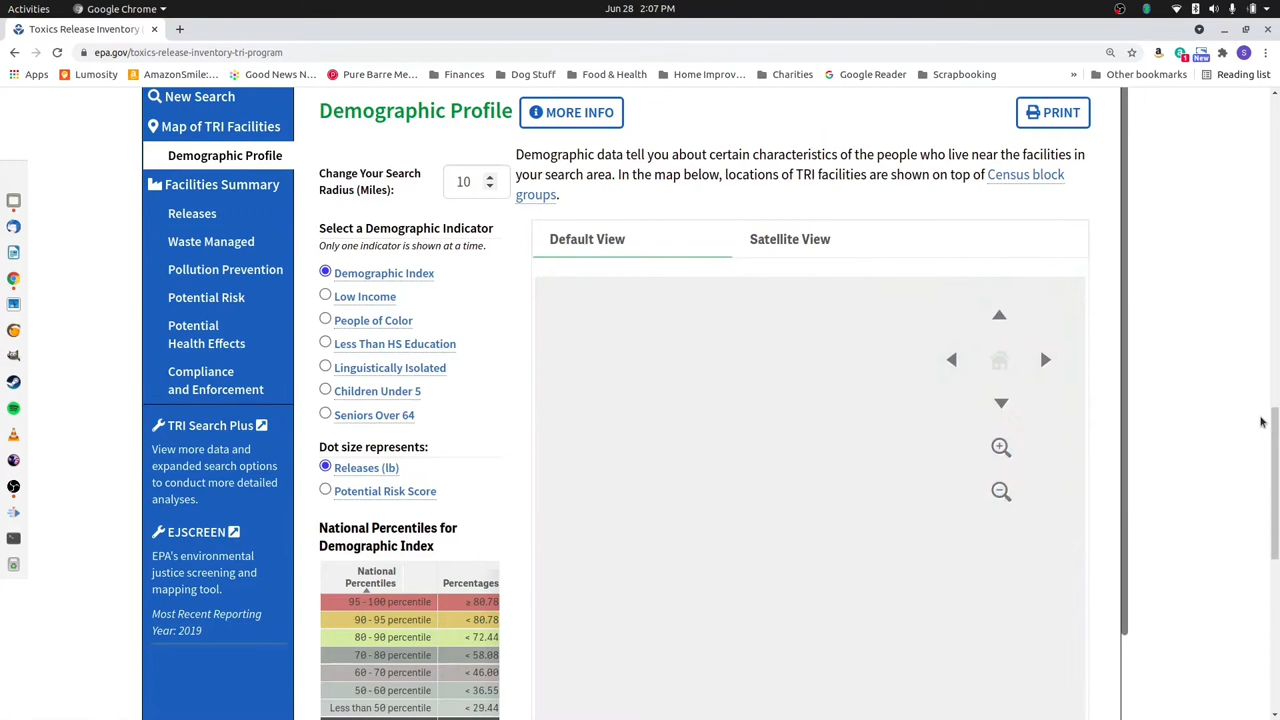 Activities
Google Chrome
Jun 28 2:07 PM
Toxics Release Inventory (
epa.gov/toxics-release-inventory-tri-program
S
Apps
Lumosity
AmazonSmile:...
Good News N...
Pure Barre Me...
Finances
Dog Stuff
Food & Health
Home Improv...
Charities
Google Reader
Scrapbooking
»
Other bookmarks
Reading list
1
New
New Search
Map of TRI Facilities
Demographic Profile
Facilities Summary
Releases
Waste Managed
Pollution Prevention
Potential Risk
Potential
Health Effects
Compliance
and Enforcement
TRI Search Plus
View more data and
expanded search options
to conduct more detailed
analyses.
EJSCREEN
EPA's environmental
justice screening and
mapping tool.
Most Recent Reporting
Year: 2019
Demographic Profile
MORE INFO
PRINT
Change Your Search
Radius (Miles):
10
Demographic data tell you about certain characteristics of the people who live near the facilities in
your search area. In the map below, locations of TRI facilities are shown on top of Census block
groups.
Select a Demographic Indicator
Only one indicator is shown at a time.
Demographic Index
Low Income
People of Color
Less Than HS Education
Linguistically Isolated
Children Under 5
Seniors Over 64
Dot size represents:
Releases (lb)
Potential Risk Score
National Percentiles for
Demographic Index
National
Percentiles
Percentages
95 - 100 percentile ≥ 80.78
90 - 95 percentile < 80.78
80 - 90 percentile < 72.44
70 - 80 percentile < 58.08
60 - 70 percentile < 46.00
50 - 60 percentile < 36.55
Less than 50 percentile < 29.44
Default View
Satellite View